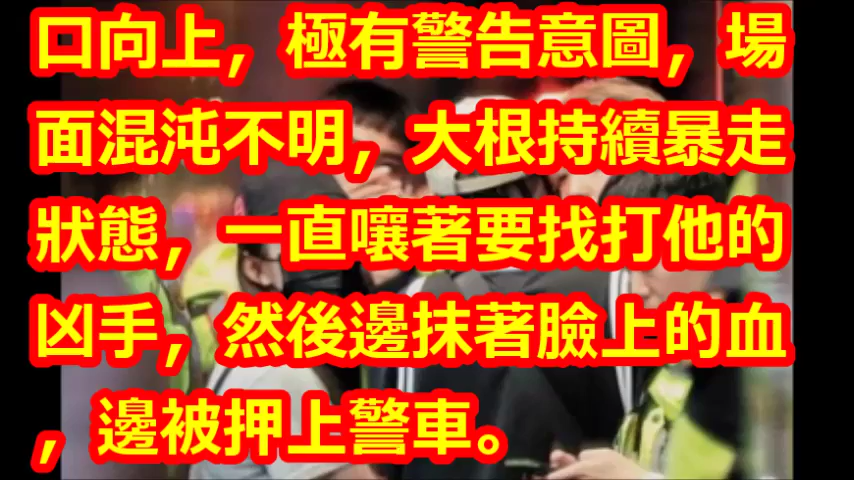 口向上，極有警告意圖，場
面混沌不明，大根持續暴走
狀態，一直嚷著要找打他的
凶手，然後邊抹著臉上的血
，邊被押上警車。